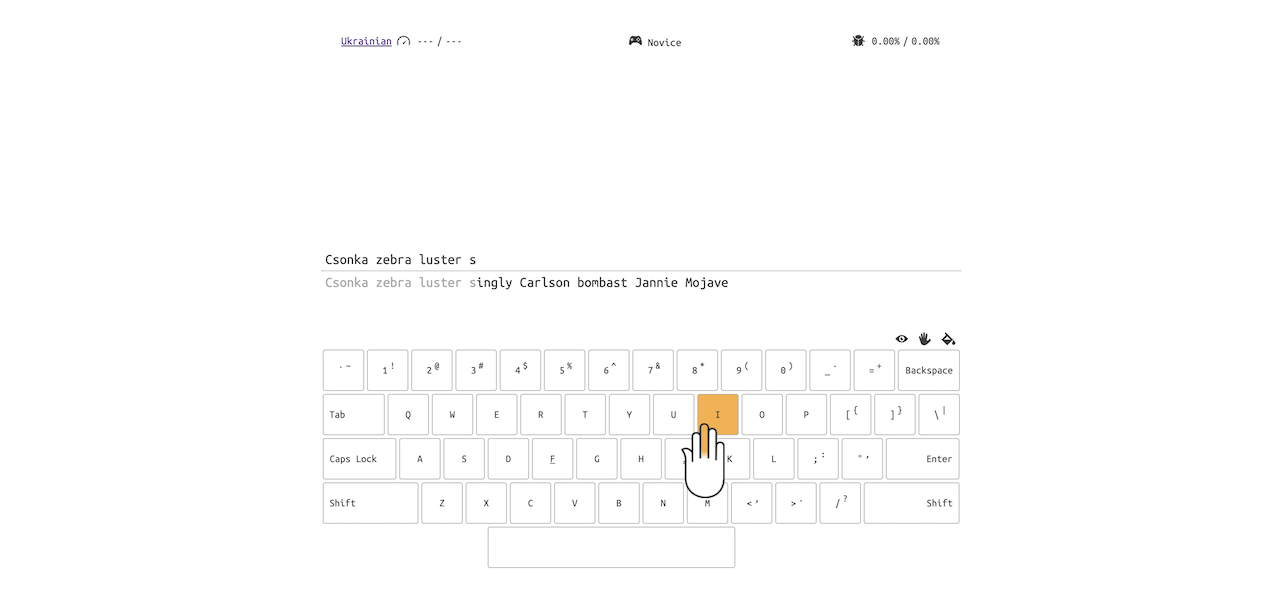 Ukrainian --- / --- Novice 0.00% / 0.00%
Csonka zebra luster s
Csonka zebra luster singly Carlson bombast Jannie Mojave
` ~ 1 ! 2 @ 3 # 4 $ 5 % 6 ^ 7 & 8 * 9 ( 0 ) _ - = + Backspace
Tab Q W E R T Y U I O P [ { ] } \ |
Caps Lock A S D F G H K L ; : " ' Enter
Shift Z X C V B N M < , > . / ? Shift